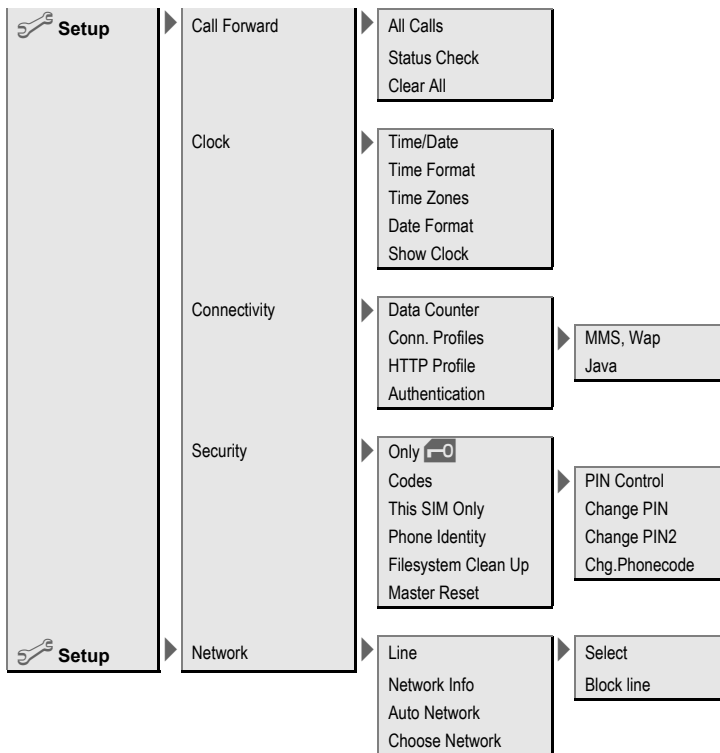 Setup
Call Forward
All Calls
Status Check
Clear All
Clock
Time/Date
Time Format
Time Zones
Date Format
Show Clock
Connectivity
Data Counter
Conn. Profiles
MMS, Wap
HTTP Profile
Java
Authentication
Security
Only
Codes
PIN Control
This SIM Only
Change PIN
Phone Identity
Change PIN2
Filesystem Clean Up
Chg.Phonecode
Master Reset
Setup
Network
Line
Select
Network Info
Block line
Auto Network
Choose Network